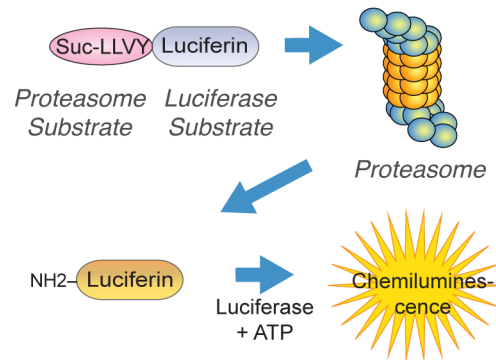 Suc-LLVY Luciferin
Proteasome Luciferase
Substrate Substrate
Proteasome
NH2– Luciferin
Luciferase
+ ATP
Chemilumines-
cence